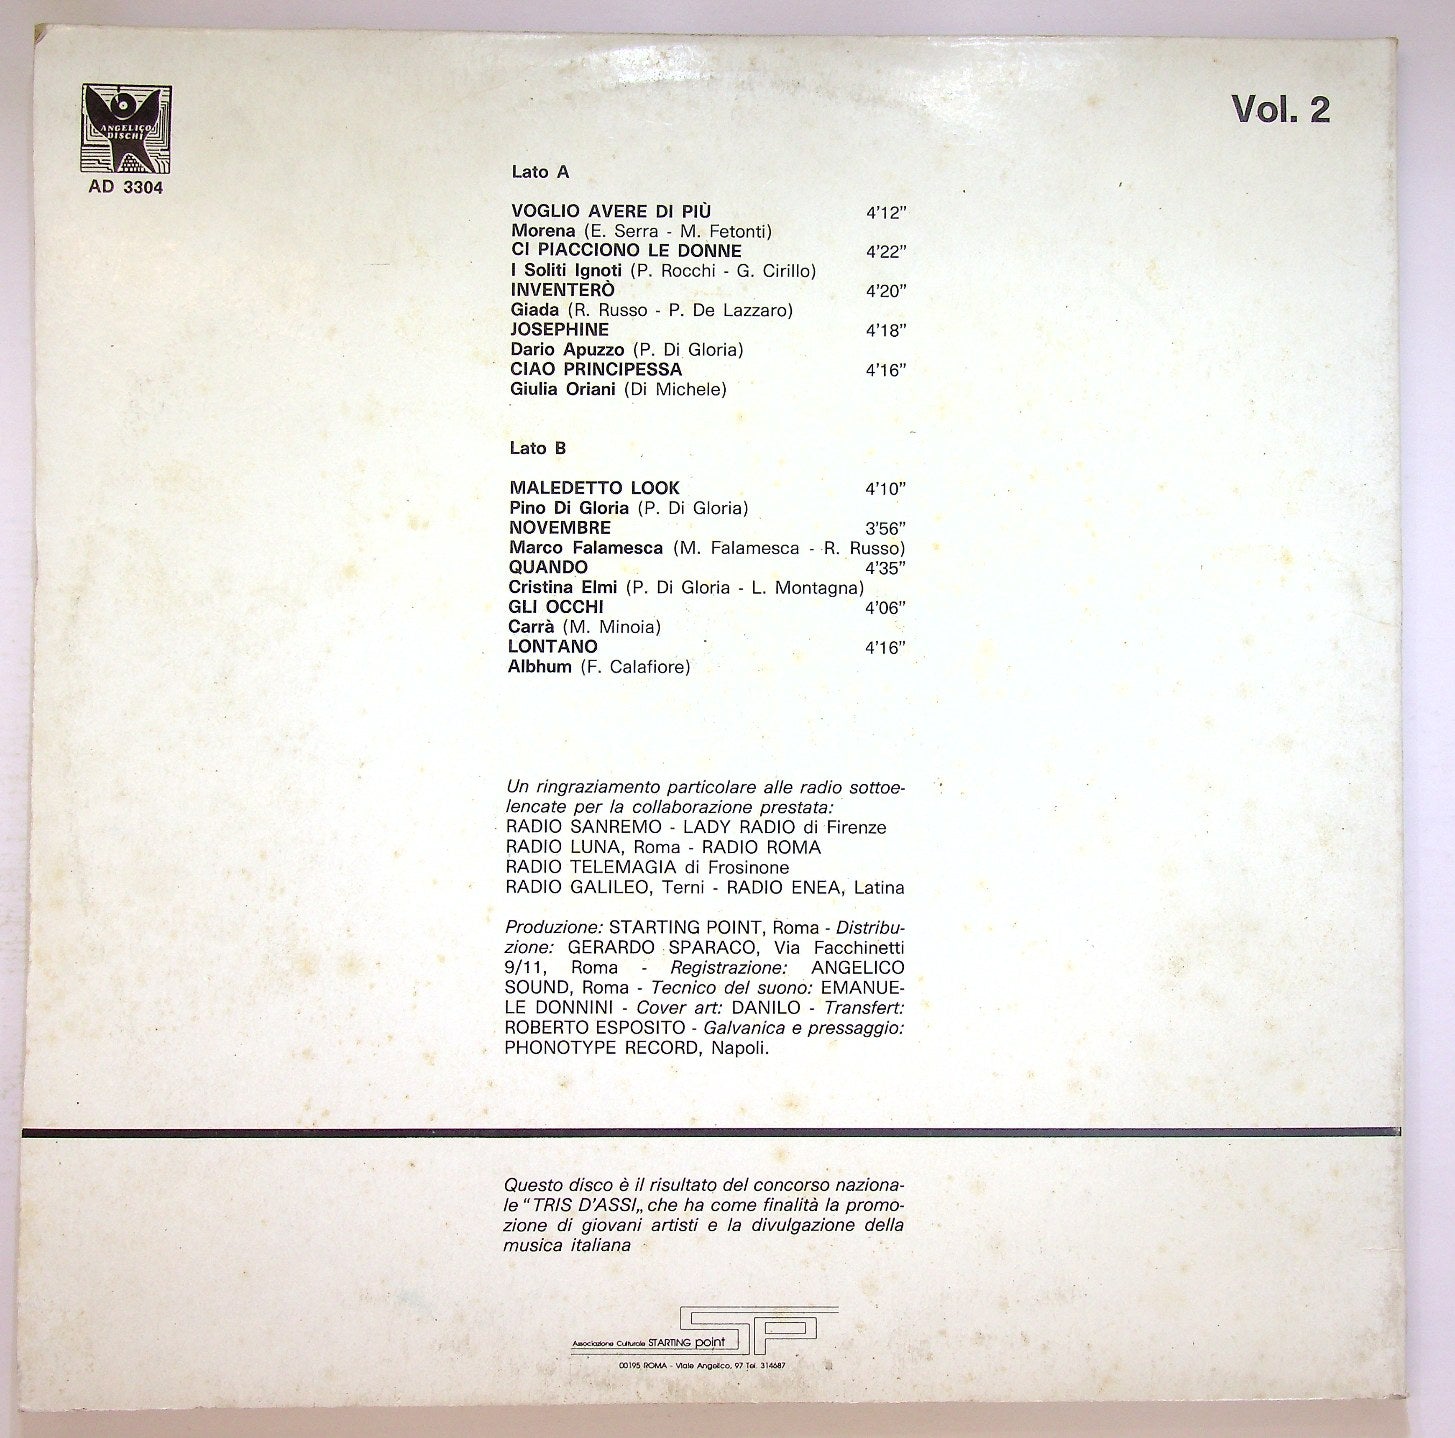 ANGELICO
DISCHI
AD 3304
Vol. 2
Lato A
VOGLIO AVERE DI PIÙ 4'12"
Morena (E. Serra - M. Fetonti)
CI PIACCIONO LE DONNE 4'22"
I Soliti Ignoti (P. Rocchi - G. Cirillo)
INVENTERÒ 4'20"
Giada (R. Russo - P. De Lazzaro)
JOSEPHINE 4'18"
Dario Apuzzo (P. Di Gloria)
CIAO PRINCIPESSA 4'16"
Giulia Oriani (Di Michele)
Lato B
MALEDETTO LOOK 4'10"
Pino Di Gloria (P. Di Gloria)
NOVEMBRE 3'56"
Marco Falamesca (M. Falamesca - R. Russo)
QUANDO 4'35"
Cristina Elmi (P. Di Gloria - L. Montagna)
GLI OCCHI 4'06"
Carrà (M. Minoia)
LONTANO 4'16"
Albhum (F. Calafiore)
Un ringraziamento particolare alle radio sottoe-
lencate per la collaborazione prestata:
RADIO SANREMO - LADY RADIO di Firenze
RADIO LUNA, Roma - RADIO ROMA
RADIO TELEMAGIA di Frosinone
RADIO GALILEO, Terni - RADIO ENEA, Latina
Produzione: STARTING POINT, Roma - Distribu-
zione: GERARDO SPARACO, Via Facchinetti
9/11, Roma - Registrazione: ANGELICO
SOUND, Roma - Tecnico del suono: EMANUE-
LE DONNINI - Cover art: DANILO - Transfert:
ROBERTO ESPOSITO - Galvanica e pressaggio:
PHONOTYPE RECORD, Napoli.
Questo disco è il risultato del concorso naziona-
le "TRIS D'ASSI„ che ha come finalità la promo-
zione di giovani artisti e la divulgazione della
musica italiana
SP
Associazione Culturale STARTING point
00195 ROMA - Viale Angelico, 97 Tel. 314687